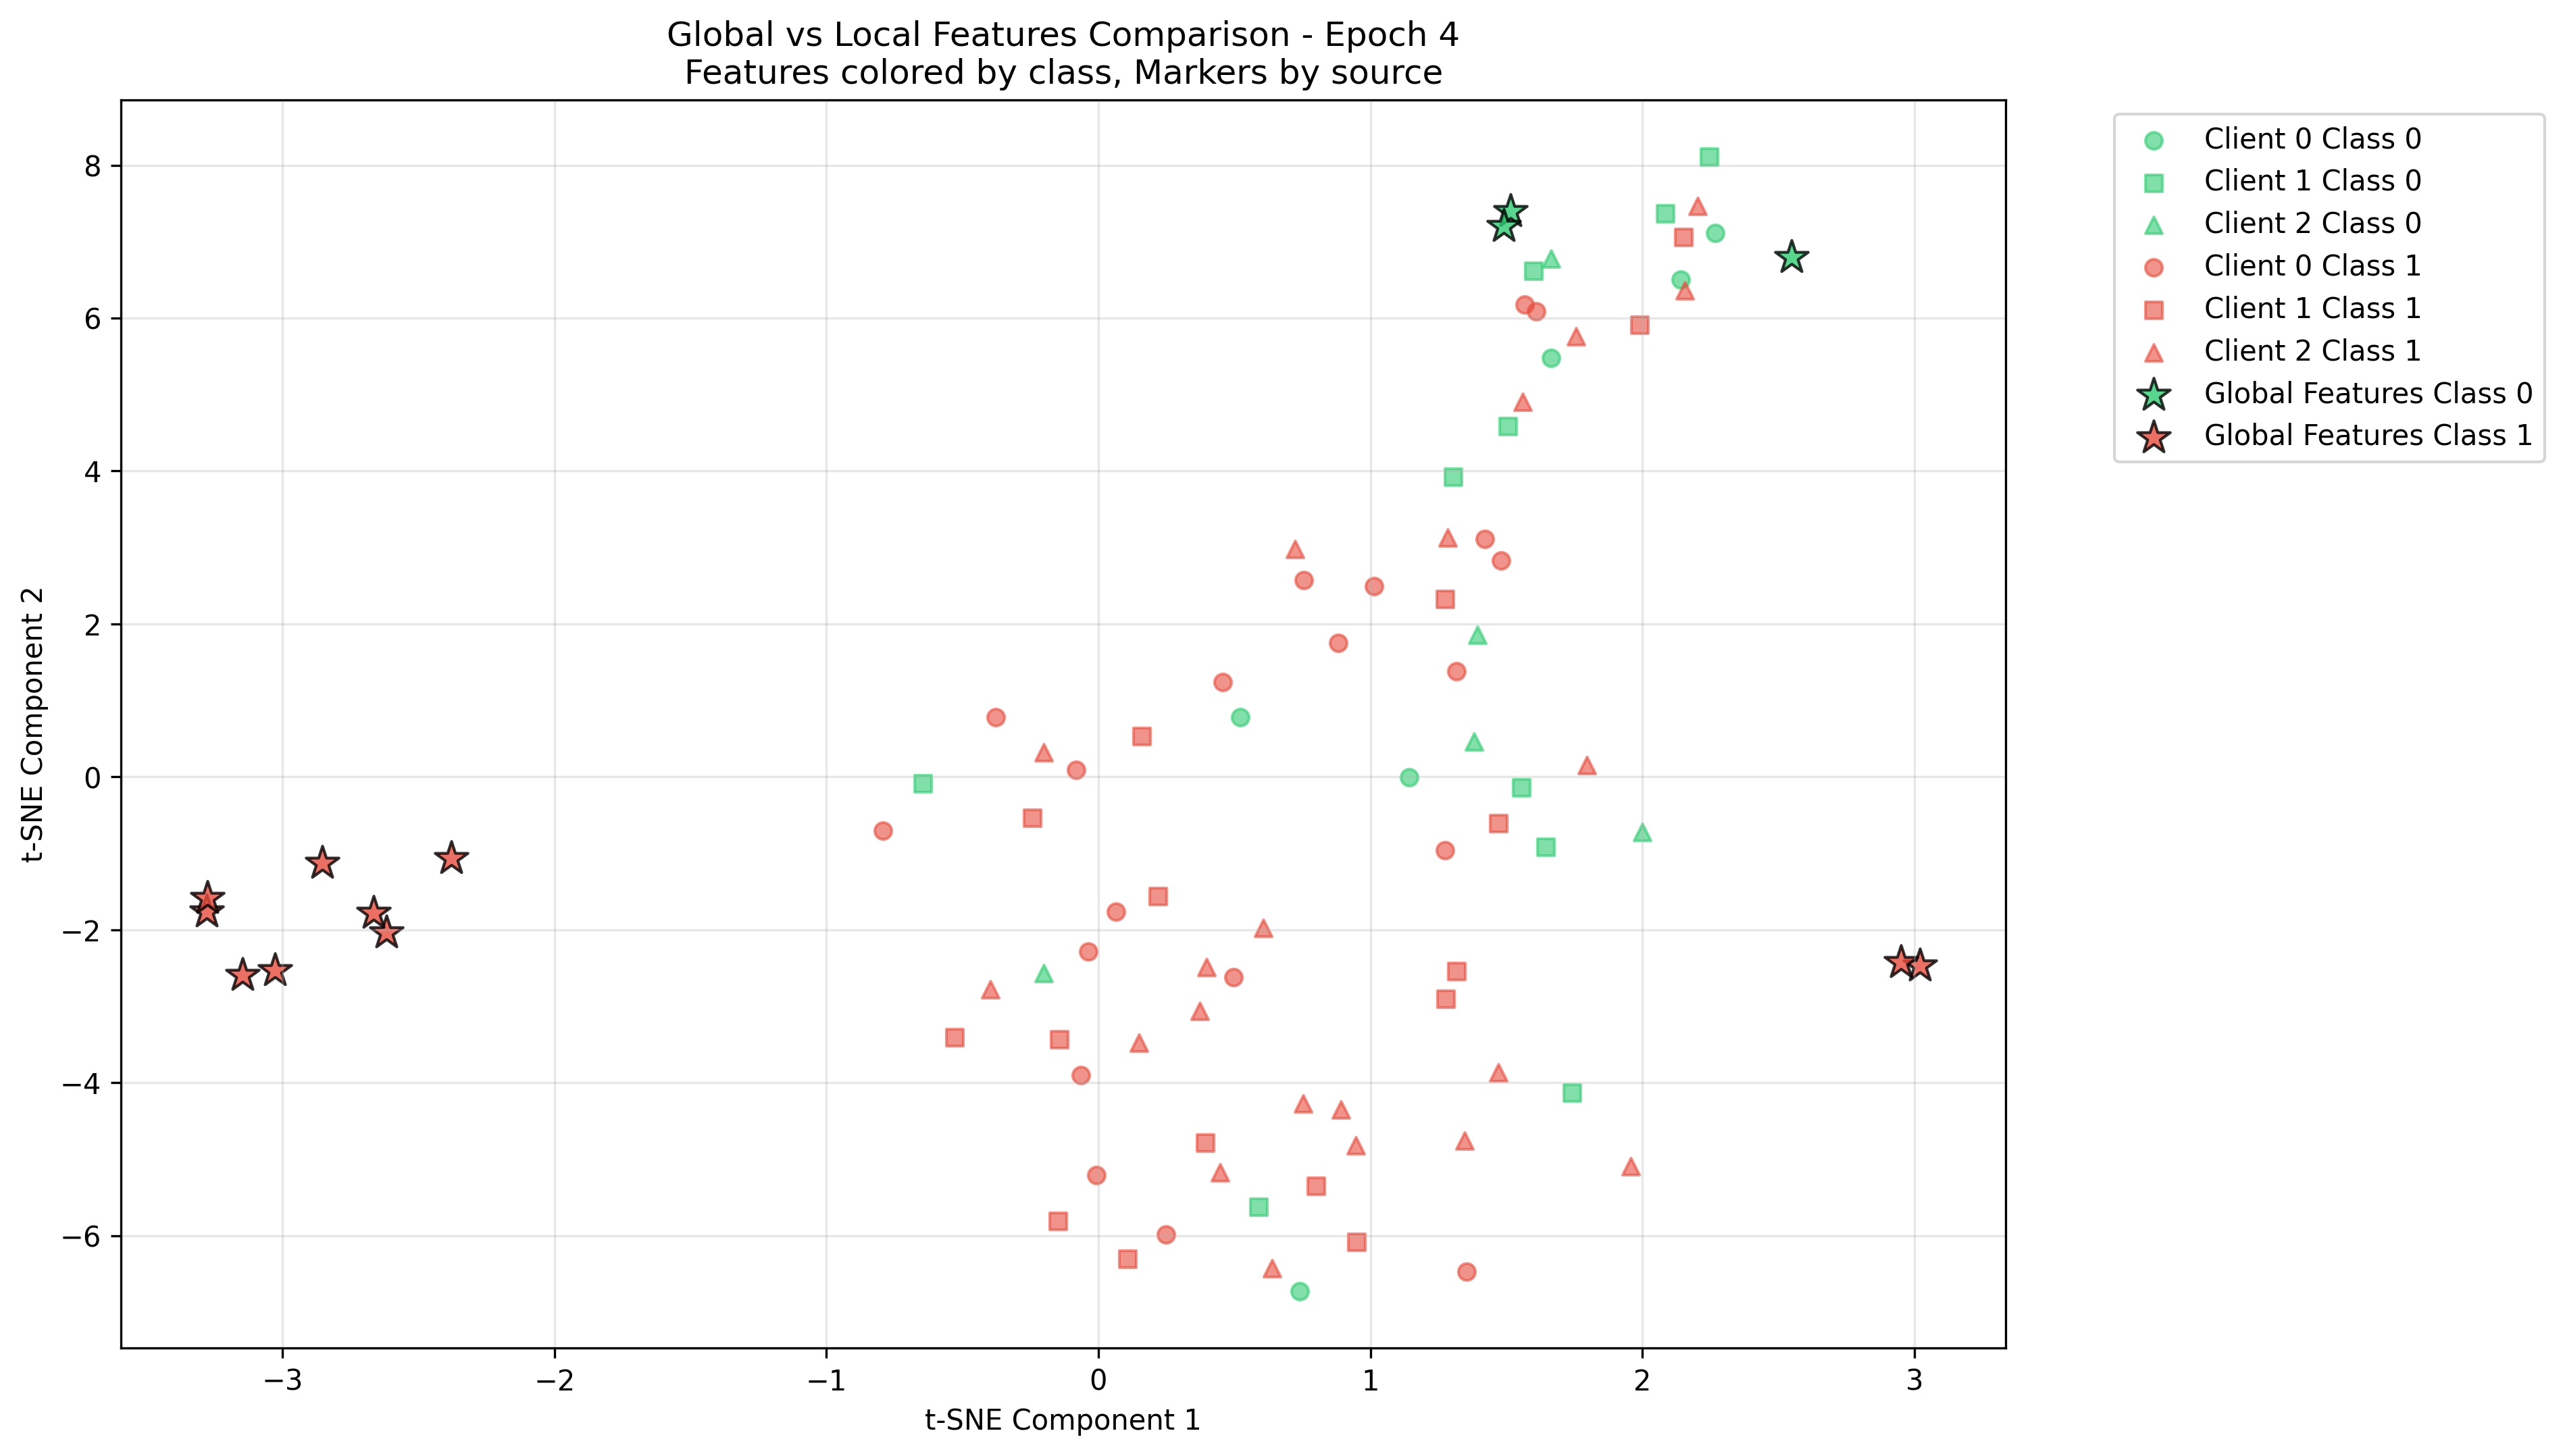 Global vs Local Features Comparison - Epoch 4
Features colored by class, Markers by source
t-SNE Component 2
8
6
4
2
0
−2
−4
−6
−3
−2
−1
0
1
2
3
t-SNE Component 1
Client 0 Class 0
Client 1 Class 0
Client 2 Class 0
Client 0 Class 1
Client 1 Class 1
Client 2 Class 1
Global Features Class 0
Global Features Class 1